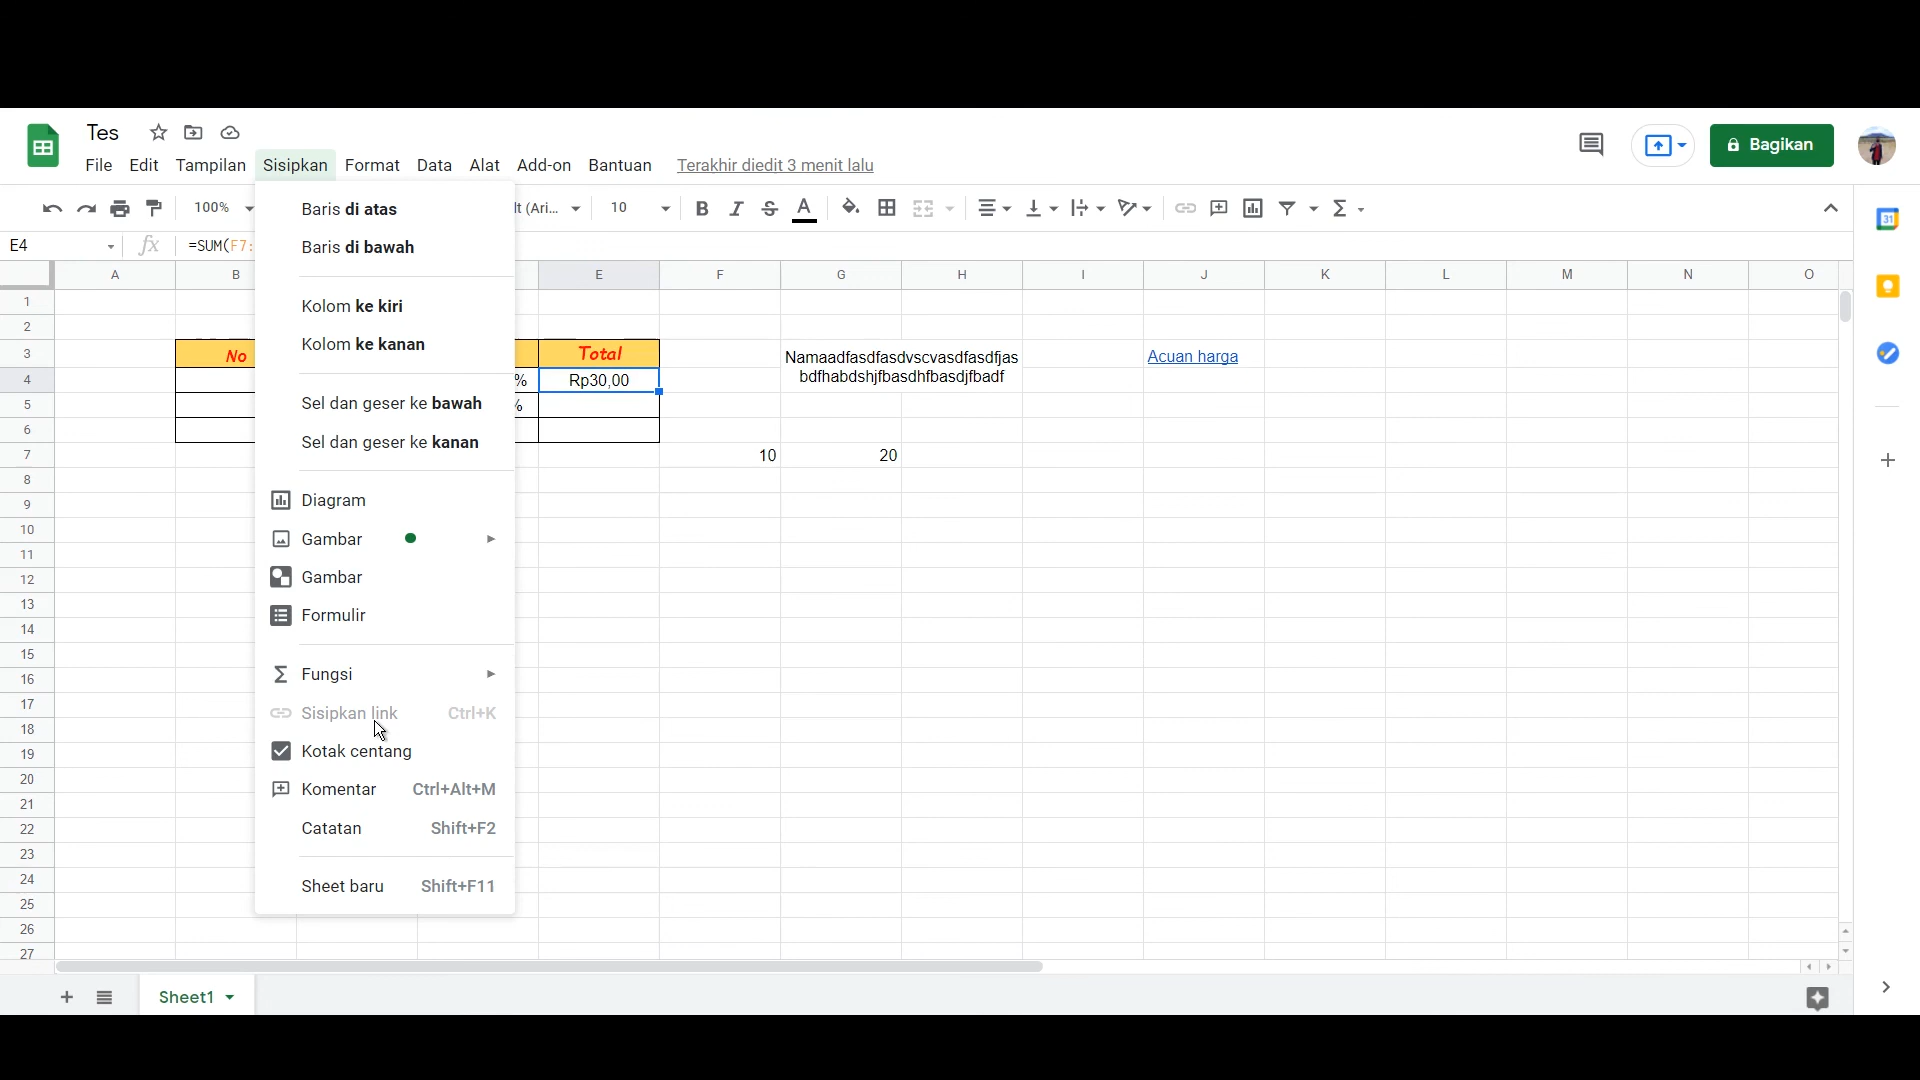 Tes
File Edit Tampilan Sisipkan Format Data Alat Add-on Bantuan Terakhir diedit 3 menit lalu
Bagikan
100% lt (Ari... 10
E4 fx =SUM(F7:
A B E F G H I J K L M N O
Baris di atas
Baris di bawah
Kolom ke kiri
Kolom ke kanan
Sel dan geser ke bawah
Sel dan geser ke kanan
Diagram
Gambar
Gambar
Formulir
Fungsi
Sisipkan link Ctrl+K
Kotak centang
Komentar Ctrl+Alt+M
Catatan Shift+F2
Sheet baru Shift+F11
1
2
3 No Total Namaadfasdfasdvscvasdfasdfjas Acuan harga
bdfhabdshjfbasdhfbasdjfbadf
4 % Rp30,00
5 %
6
7 10 20
8
9
10
11
12
13
14
15
16
17
18
19
20
21
22
23
24
25
26
27
Sheet1
31